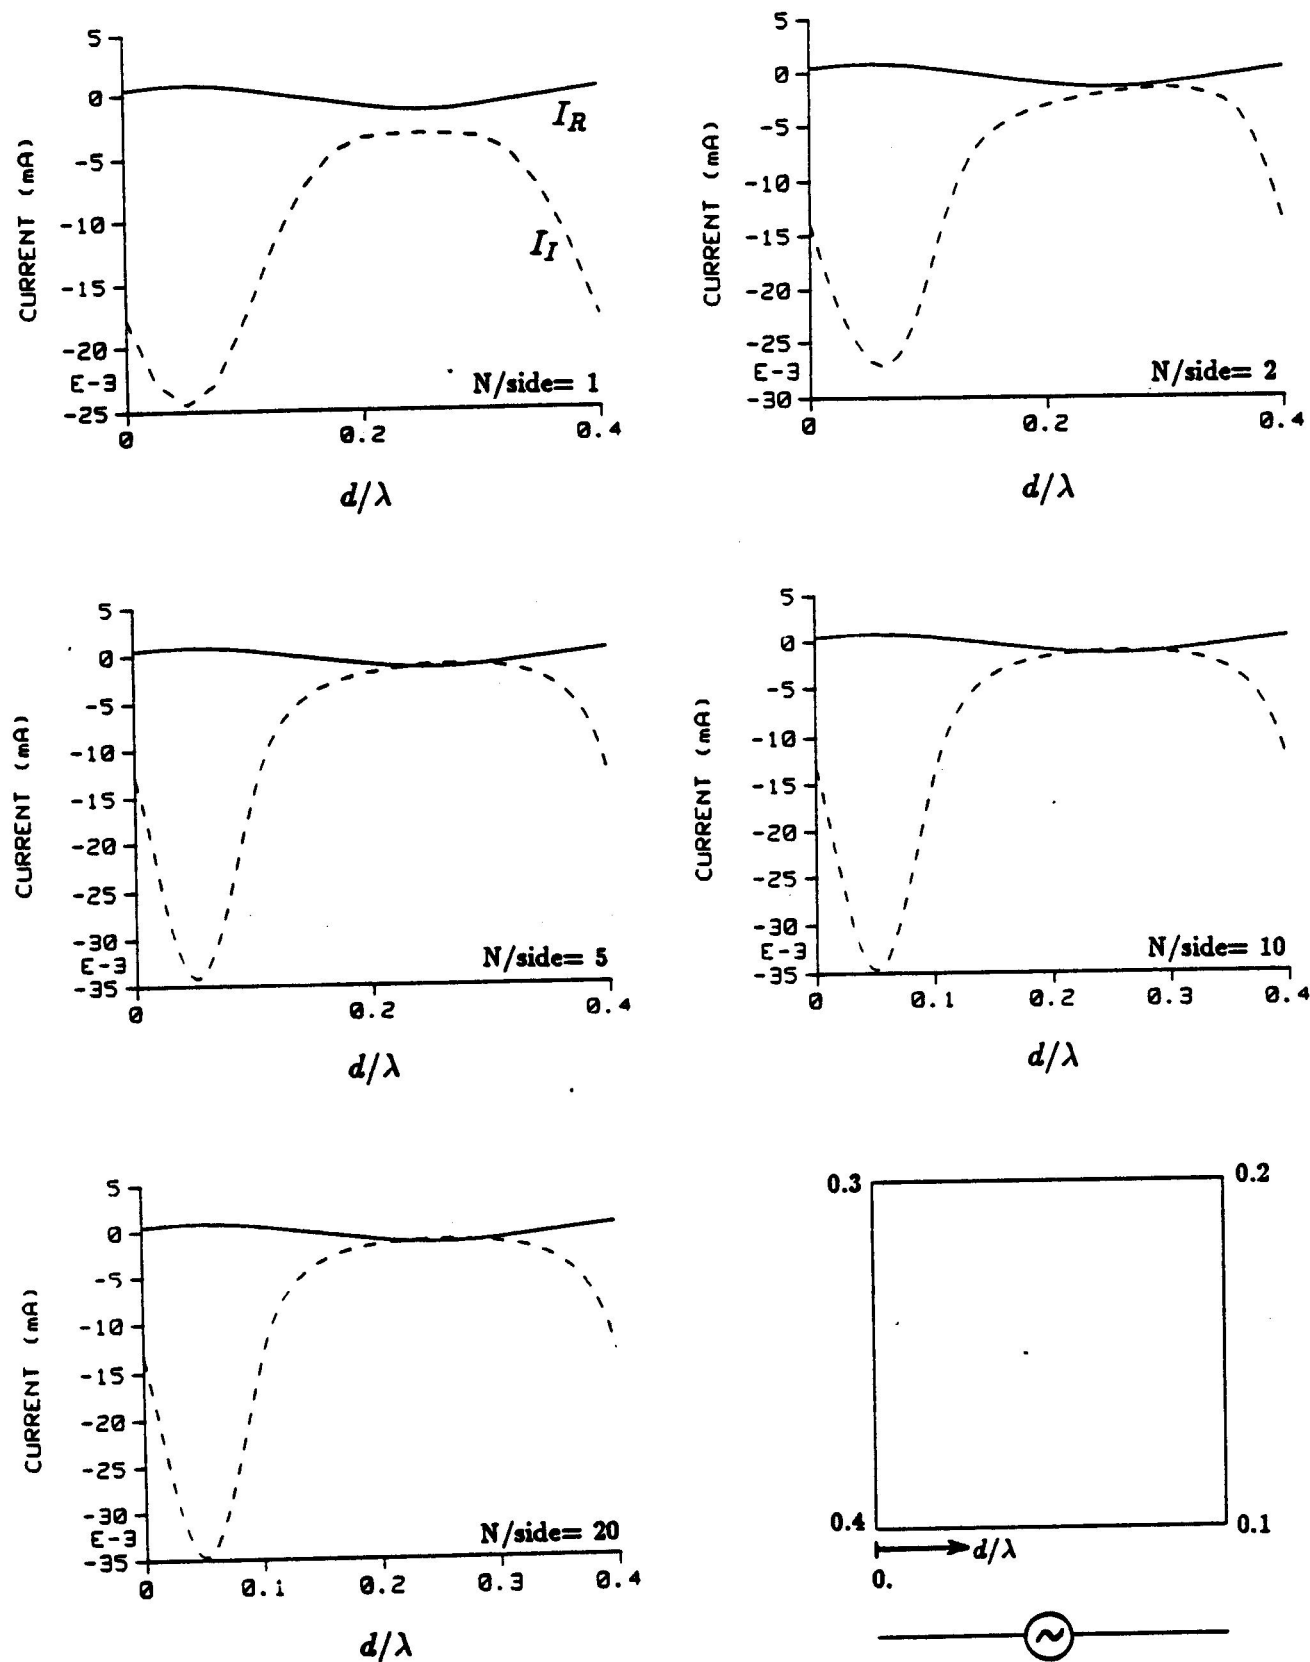 5
0
-5
-10
-15
-20
E-3
-25
CURRENT (mA)
I_R
I_I
N/side= 1
0 0.2 0.4
d/λ
5
0
-5
-10
-15
-20
-25
E-3
-30
CURRENT (mA)
N/side= 2
0 0.2 0.4
d/λ
5
0
-5
-10
-15
-20
-25
-30
E-3
-35
CURRENT (mA)
N/side= 5
0 0.2 0.4
d/λ
5
0
-5
-10
-15
-20
-25
-30
E-3
-35
CURRENT (mA)
N/side= 10
0 0.1 0.2 0.3 0.4
d/λ
5
0
-5
-10
-15
-20
-25
-30
E-3
-35
CURRENT (mA)
N/side= 20
0 0.1 0.2 0.3 0.4
d/λ
0.3 0.2
0.4 0.1
d/λ
0.